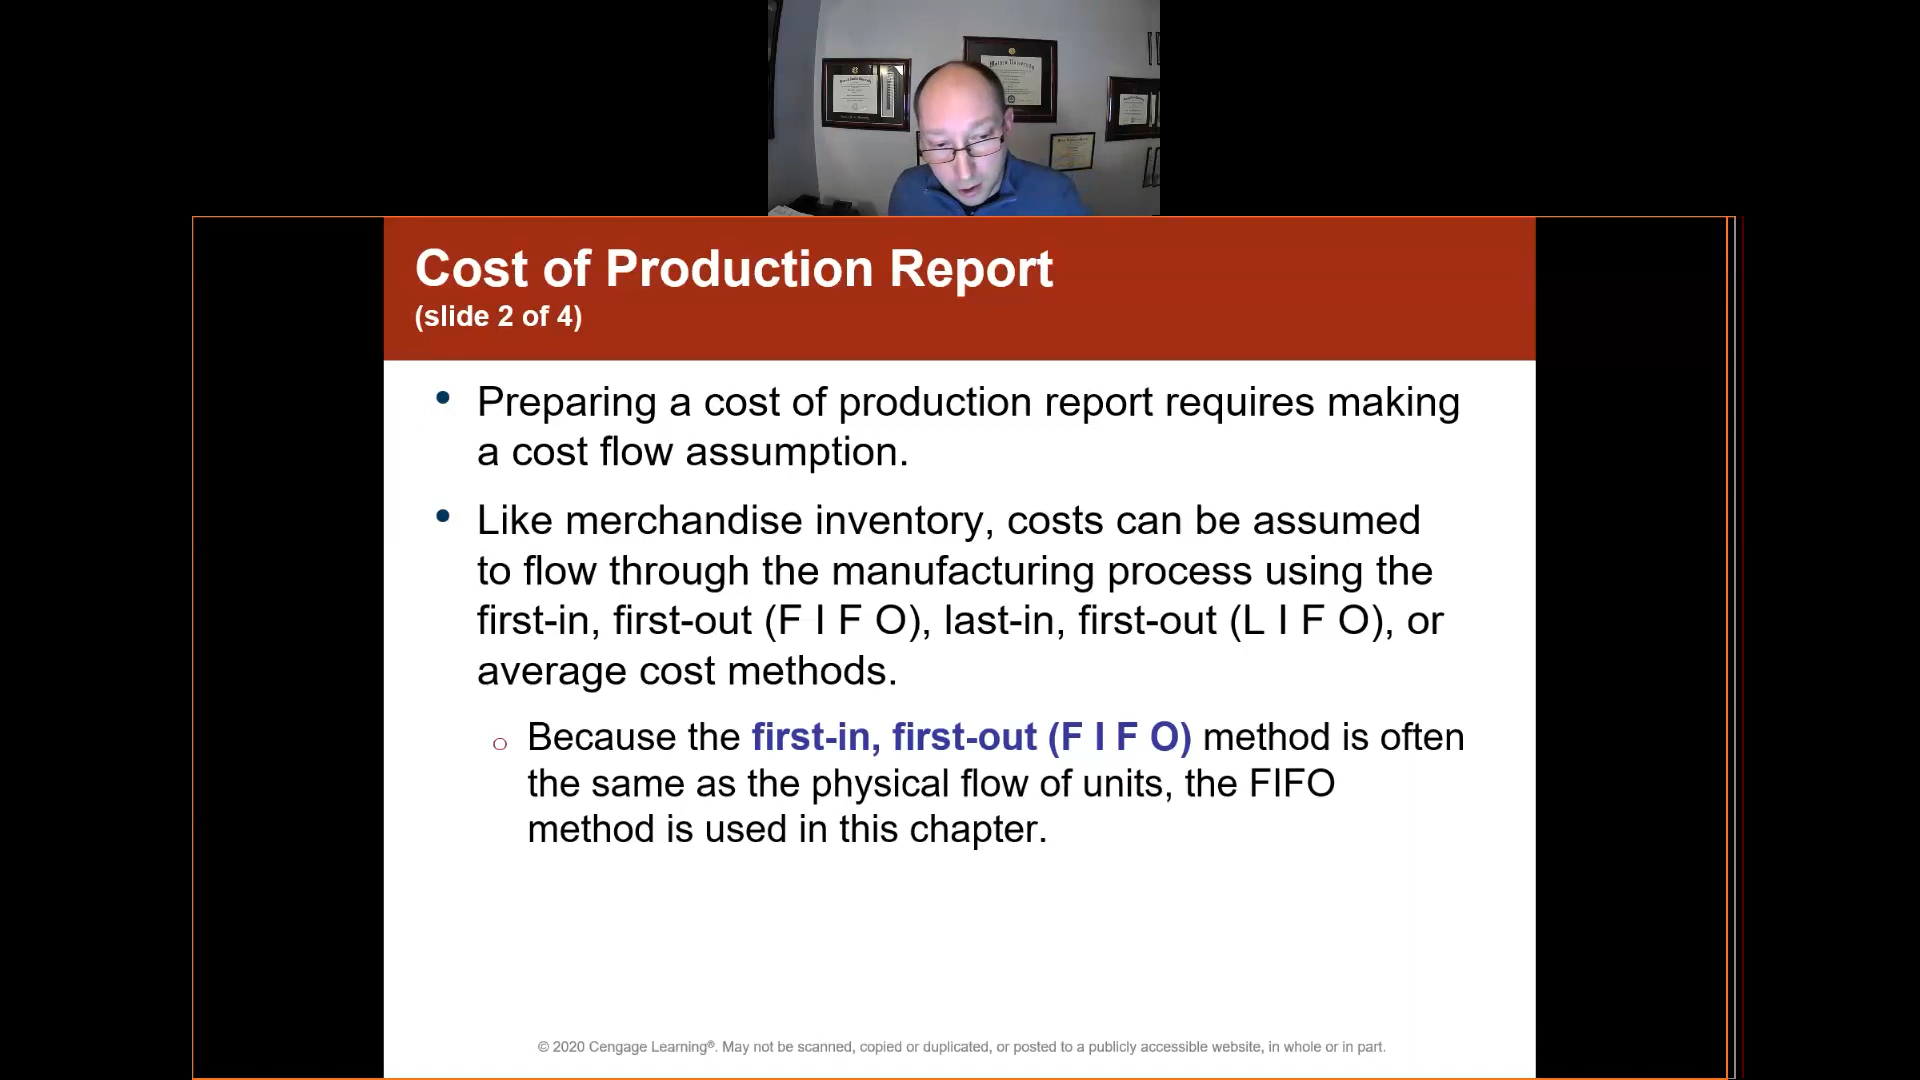 Cost of Production Report
(slide 2 of 4)
• Preparing a cost of production report requires making
a cost flow assumption.
• Like merchandise inventory, costs can be assumed
to flow through the manufacturing process using the
first-in, first-out (F I F O), last-in, first-out (L I F O), or
average cost methods.
o Because the first-in, first-out (F I F O) method is often
the same as the physical flow of units, the FIFO
method is used in this chapter.
© 2020 Cengage Learning®. May not be scanned, copied or duplicated, or posted to a publicly accessible website, in whole or in part.